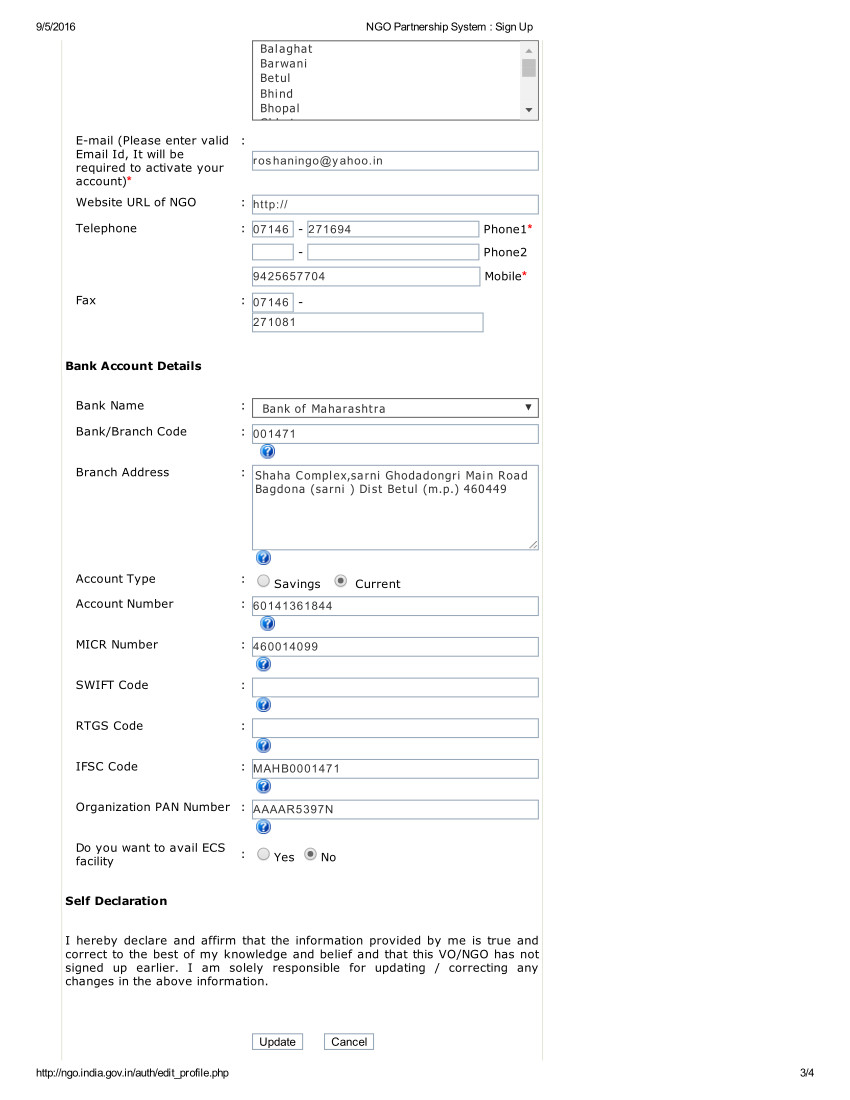 9/5/2016 NGO Partnership System : Sign Up
Balaghat
Barwani
Betul
Bhind
Bhopal
E-mail (Please enter valid :
Email Id, It will be
required to activate your
account)*
roshaningo@yahoo.in
Website URL of NGO : http://
Telephone : 07146 - 271694 Phone1*
- Phone2
9425657704 Mobile*
Fax : 07146 -
271081
Bank Account Details
Bank Name : Bank of Maharashtra
Bank/Branch Code : 001471
?
Branch Address : Shaha Complex,sarni Ghodadongri Main Road
Bagdona (sarni ) Dist Betul (m.p.) 460449
?
Account Type : Savings Current
Account Number : 60141361844
?
MICR Number : 460014099
?
SWIFT Code :
?
RTGS Code :
?
IFSC Code : MAHB0001471
?
Organization PAN Number : AAAAR5397N
?
Do you want to avail ECS : Yes No
facility
Self Declaration
I hereby declare and affirm that the information provided by me is true and
correct to the best of my knowledge and belief and that this VO/NGO has not
signed up earlier. I am solely responsible for updating / correcting any
changes in the above information.
Update Cancel
http://ngo.india.gov.in/auth/edit_profile.php 3/4